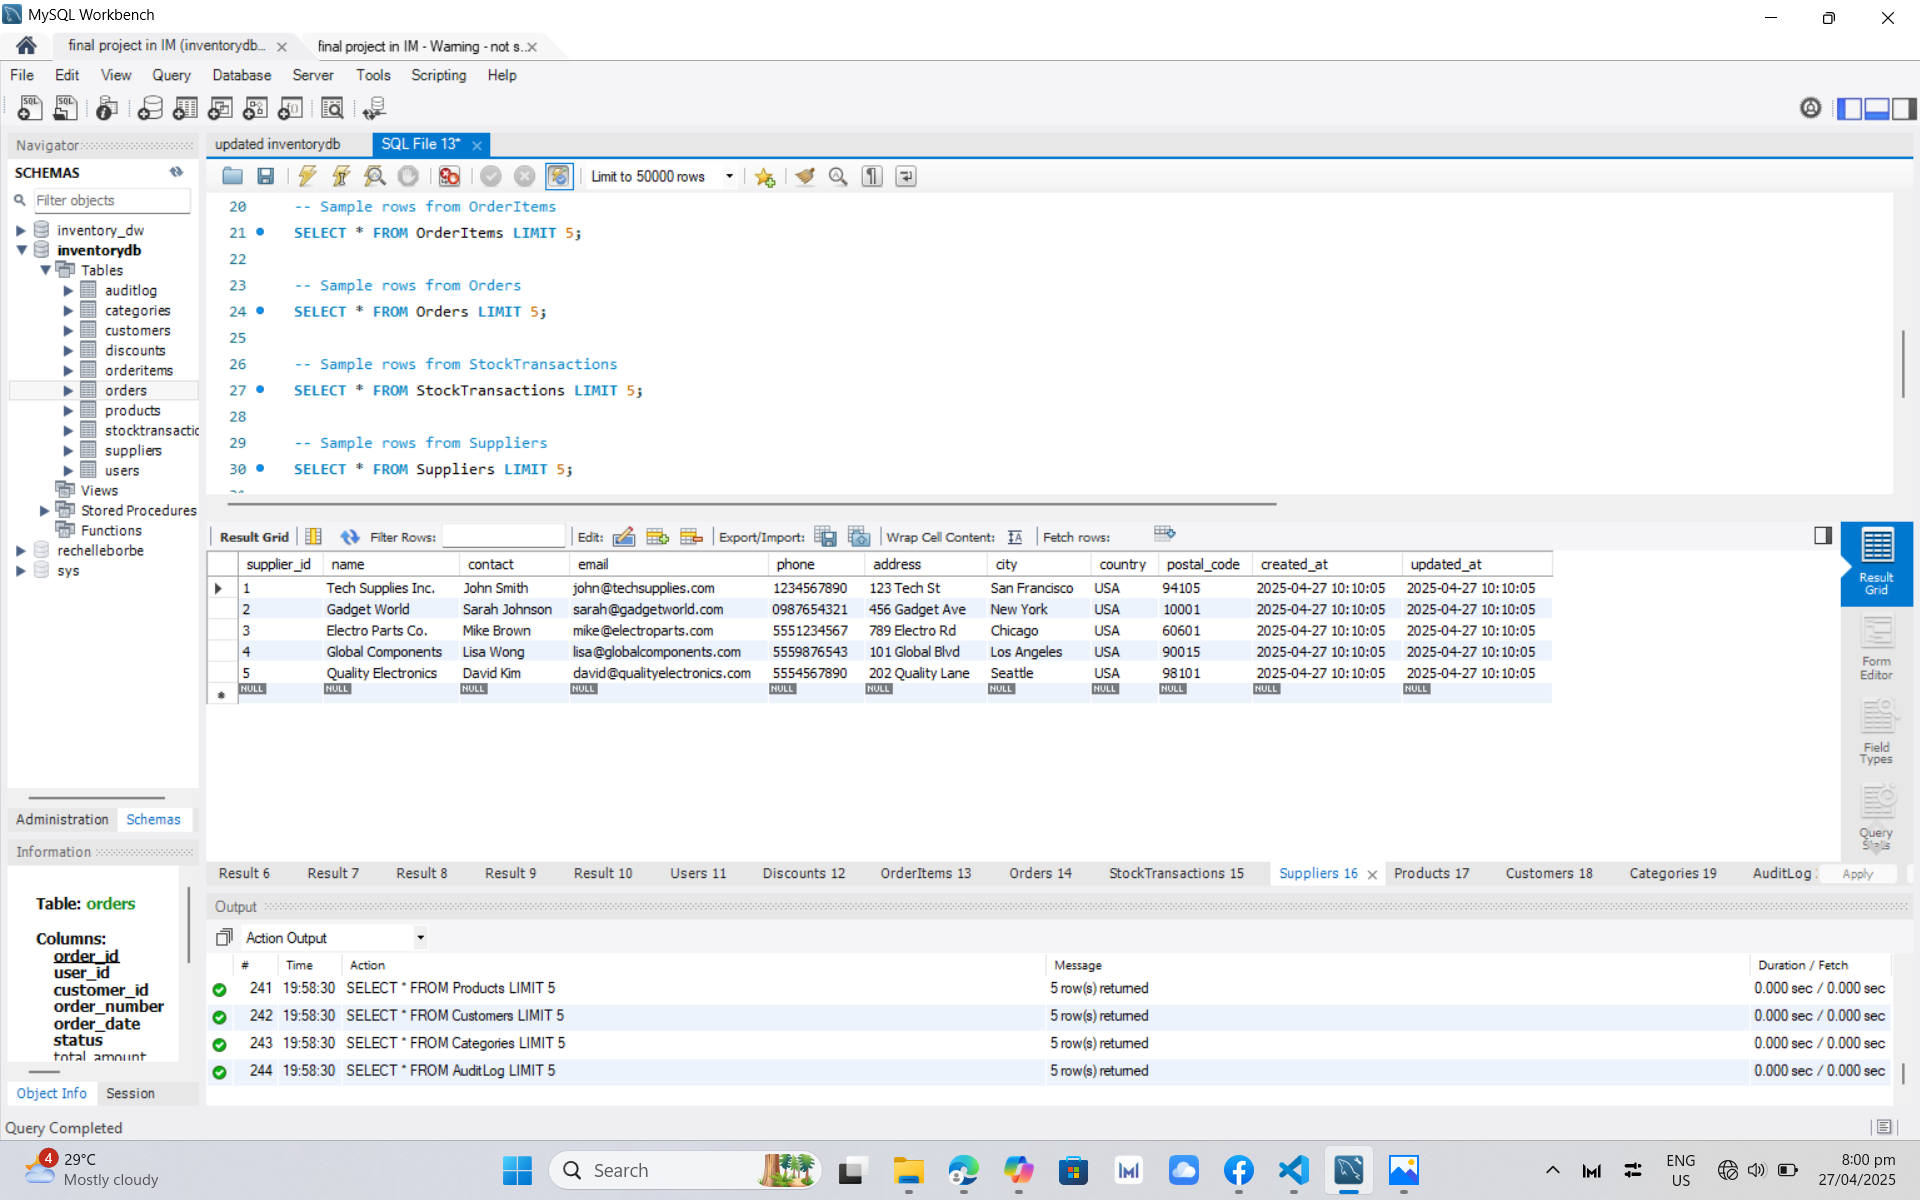 MySQL Workbench
final project in IM (inventorydb...
final project in IM - Warning - not s...
File Edit View Query Database Server Tools Scripting Help
Navigator
SCHEMAS
Filter objects
inventory_dw
inventorydb
Tables
auditlog
categories
customers
discounts
orderitems
orders
products
stocktransactic
suppliers
users
Views
Stored Procedures
Functions
rechelleborbe
sys
Administration Schemas
Information
Table: orders
Columns:
order_id
user_id
customer_id
order_number
order_date
status
total_amount
Object Info Session
updated inventorydb
SQL File 13*
Limit to 50000 rows
20 -- Sample rows from OrderItems
21 SELECT * FROM OrderItems LIMIT 5;
22
23 -- Sample rows from Orders
24 SELECT * FROM Orders LIMIT 5;
25
26 -- Sample rows from StockTransactions
27 SELECT * FROM StockTransactions LIMIT 5;
28
29 -- Sample rows from Suppliers
30 SELECT * FROM Suppliers LIMIT 5;
Result Grid Filter Rows: Edit: Export/Import: Wrap Cell Content: Fetch rows:
supplier_id name contact email phone address city country postal_code created_at updated_at
1 Tech Supplies Inc. John Smith john@techsupplies.com 1234567890 123 Tech St San Francisco USA 94105 2025-04-27 10:10:05 2025-04-27 10:10:05
2 Gadget World Sarah Johnson sarah@gadgetworld.com 0987654321 456 Gadget Ave New York USA 10001 2025-04-27 10:10:05 2025-04-27 10:10:05
3 Electro Parts Co. Mike Brown mike@electroparts.com 5551234567 789 Electro Rd Chicago USA 60601 2025-04-27 10:10:05 2025-04-27 10:10:05
4 Global Components Lisa Wong lisa@globalcomponents.com 5559876543 101 Global Blvd Los Angeles USA 90015 2025-04-27 10:10:05 2025-04-27 10:10:05
5 Quality Electronics David Kim david@qualityelectronics.com 5554567890 202 Quality Lane Seattle USA 98101 2025-04-27 10:10:05 2025-04-27 10:10:05
NULL NULL NULL NULL NULL NULL NULL NULL NULL NULL NULL
Result Grid
Form Editor
Field Types
Query Stats
Result 6 Result 7 Result 8 Result 9 Result 10 Users 11 Discounts 12 OrderItems 13 Orders 14 StockTransactions 15 Suppliers 16 Products 17 Customers 18 Categories 19 AuditLog Apply
Output
Action Output
# Time Action Message Duration / Fetch
241 19:58:30 SELECT * FROM Products LIMIT 5 5 row(s) returned 0.000 sec / 0.000 sec
242 19:58:30 SELECT * FROM Customers LIMIT 5 5 row(s) returned 0.000 sec / 0.000 sec
243 19:58:30 SELECT * FROM Categories LIMIT 5 5 row(s) returned 0.000 sec / 0.000 sec
244 19:58:30 SELECT * FROM AuditLog LIMIT 5 5 row(s) returned 0.000 sec / 0.000 sec
Query Completed
4
29°C
Mostly cloudy
Search
ENG
US
8:00 pm
27/04/2025